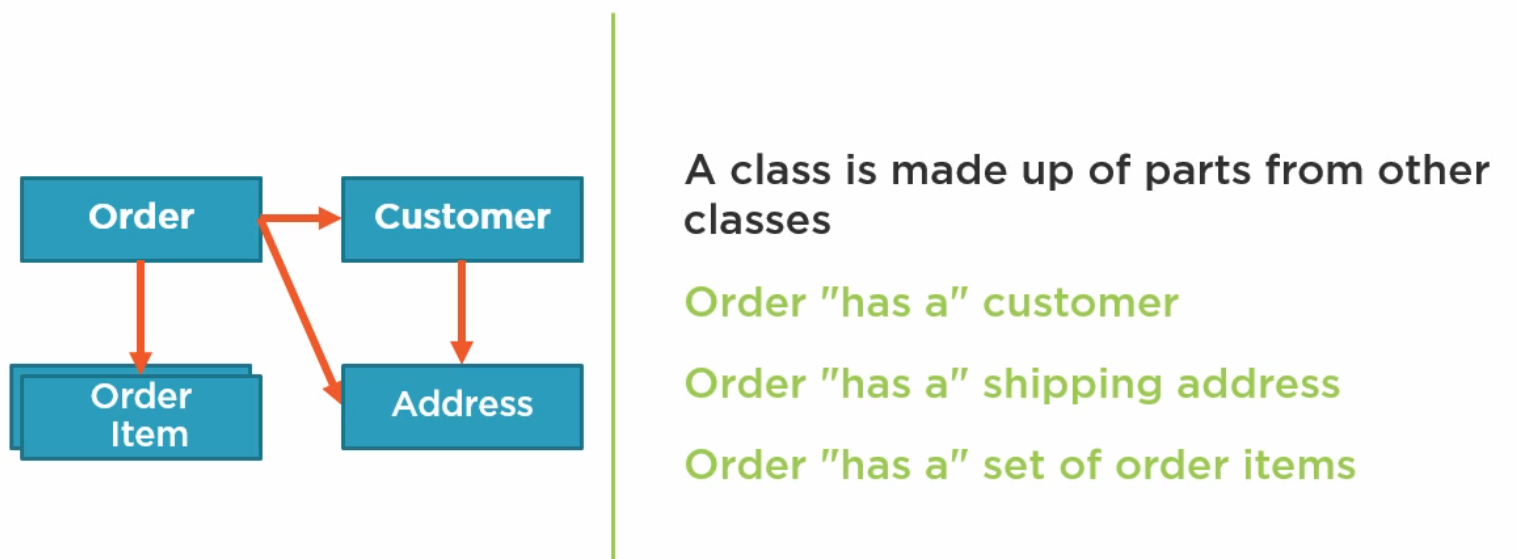 Order
Customer
Order
Item
Address
A class is made up of parts from other
classes
Order "has a" customer
Order "has a" shipping address
Order "has a" set of order items